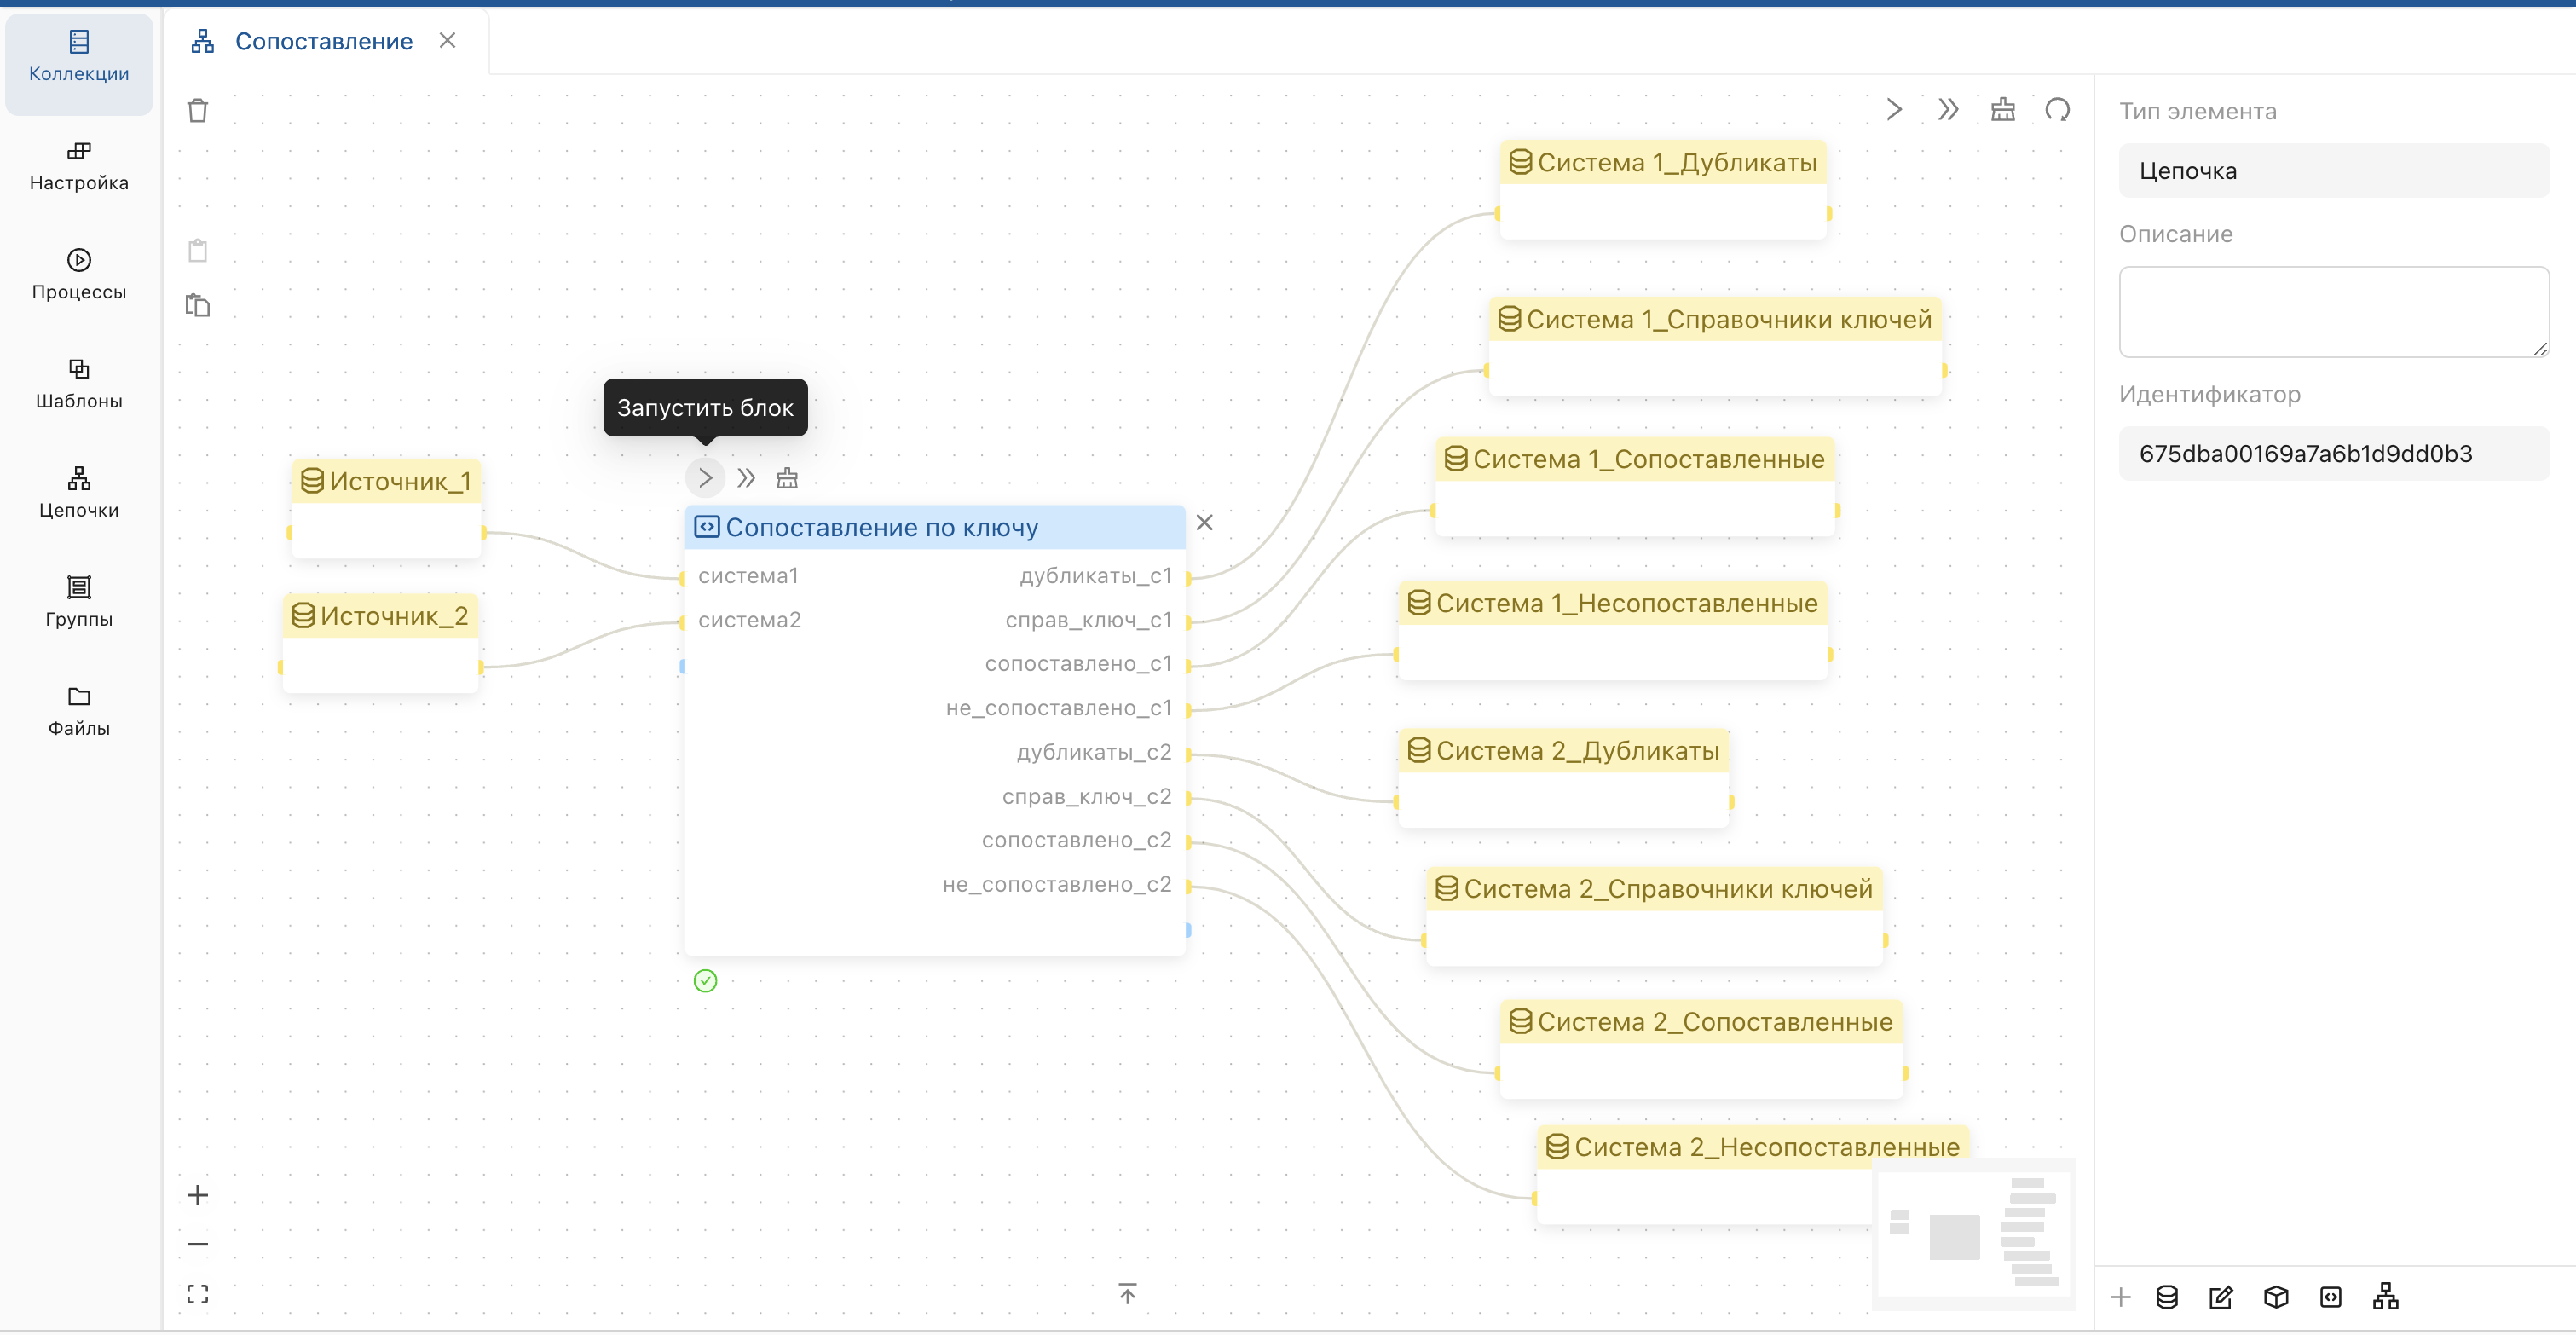 Коллекции
Настройка
Процессы
Шаблоны
Цепочки
Группы
Файлы
Сопоставление
Источник_1
Источник_2
Запустить блок
Сопоставление по ключу
система1
система2
дубликаты_с1
справ_ключ_с1
сопоставлено_с1
не_сопоставлено_с1
дубликаты_с2
справ_ключ_с2
сопоставлено_с2
не_сопоставлено_с2
Система 1_Дубликаты
Система 1_Справочники ключей
Система 1_Сопоставленные
Система 1_Несопоставленные
Система 2_Дубликаты
Система 2_Справочники ключей
Система 2_Сопоставленные
Система 2_Несопоставленные
Тип элемента
Цепочка
Описание
Идентификатор
675dba00169a7a6b1d9dd0b3